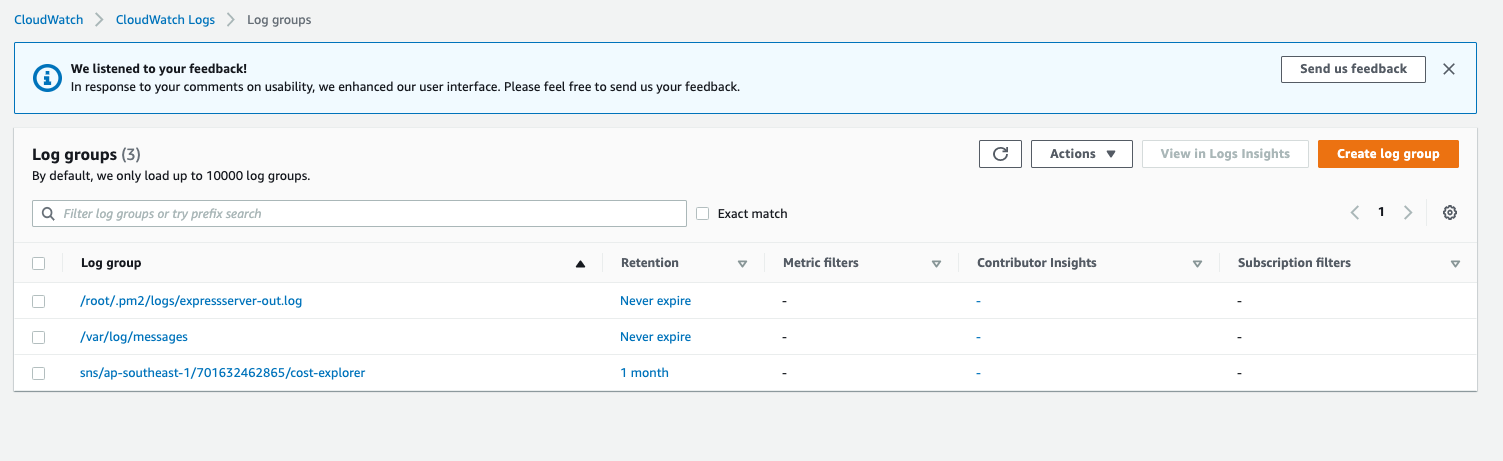 CloudWatch > CloudWatch Logs > Log groups
We listened to your feedback!
In response to your comments on usability, we enhanced our user interface. Please feel free to send us your feedback.
Send us feedback
Log groups (3)
By default, we only load up to 10000 log groups.
Actions
View in Logs Insights
Create log group
Filter log groups or try prefix search
Exact match
1
Log group Retention Metric filters Contributor Insights Subscription filters
/root/.pm2/logs/expressserver-out.log Never expire - - -
/var/log/messages Never expire - - -
sns/ap-southeast-1/701632462865/cost-explorer 1 month - - -